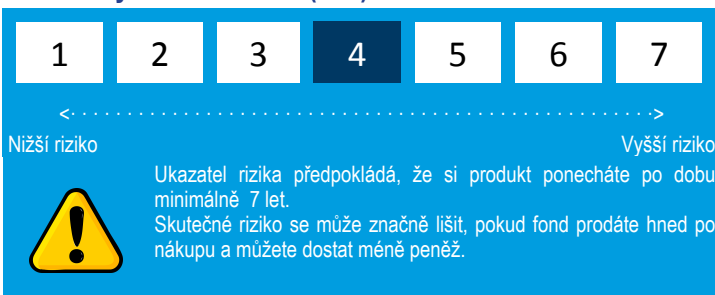 1 2 3 4 5 6 7
<· · · · · · · · · · · · · · · · · · · · · · · · · · · · · · · · · · · · · · · · · · · · · · · · · · · · · ·>
Nižší riziko Vyšší riziko
Ukazatel rizika předpokládá, že si produkt ponecháte po dobu
minimálně 7 let.
Skutečné riziko se může značně lišit, pokud fond prodáte hned po
nákupu a můžete dostat méně peněž.
!